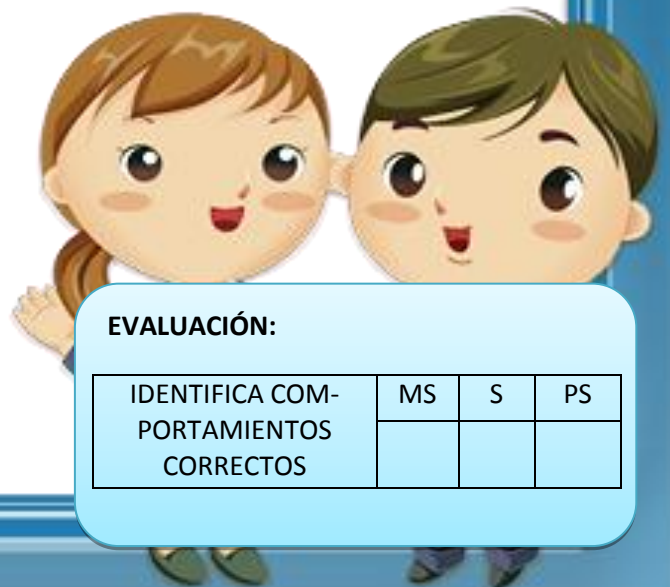 EVALUACIÓN:
IDENTIFICA COM- MS S PS
PORTAMIENTOS
CORRECTOS